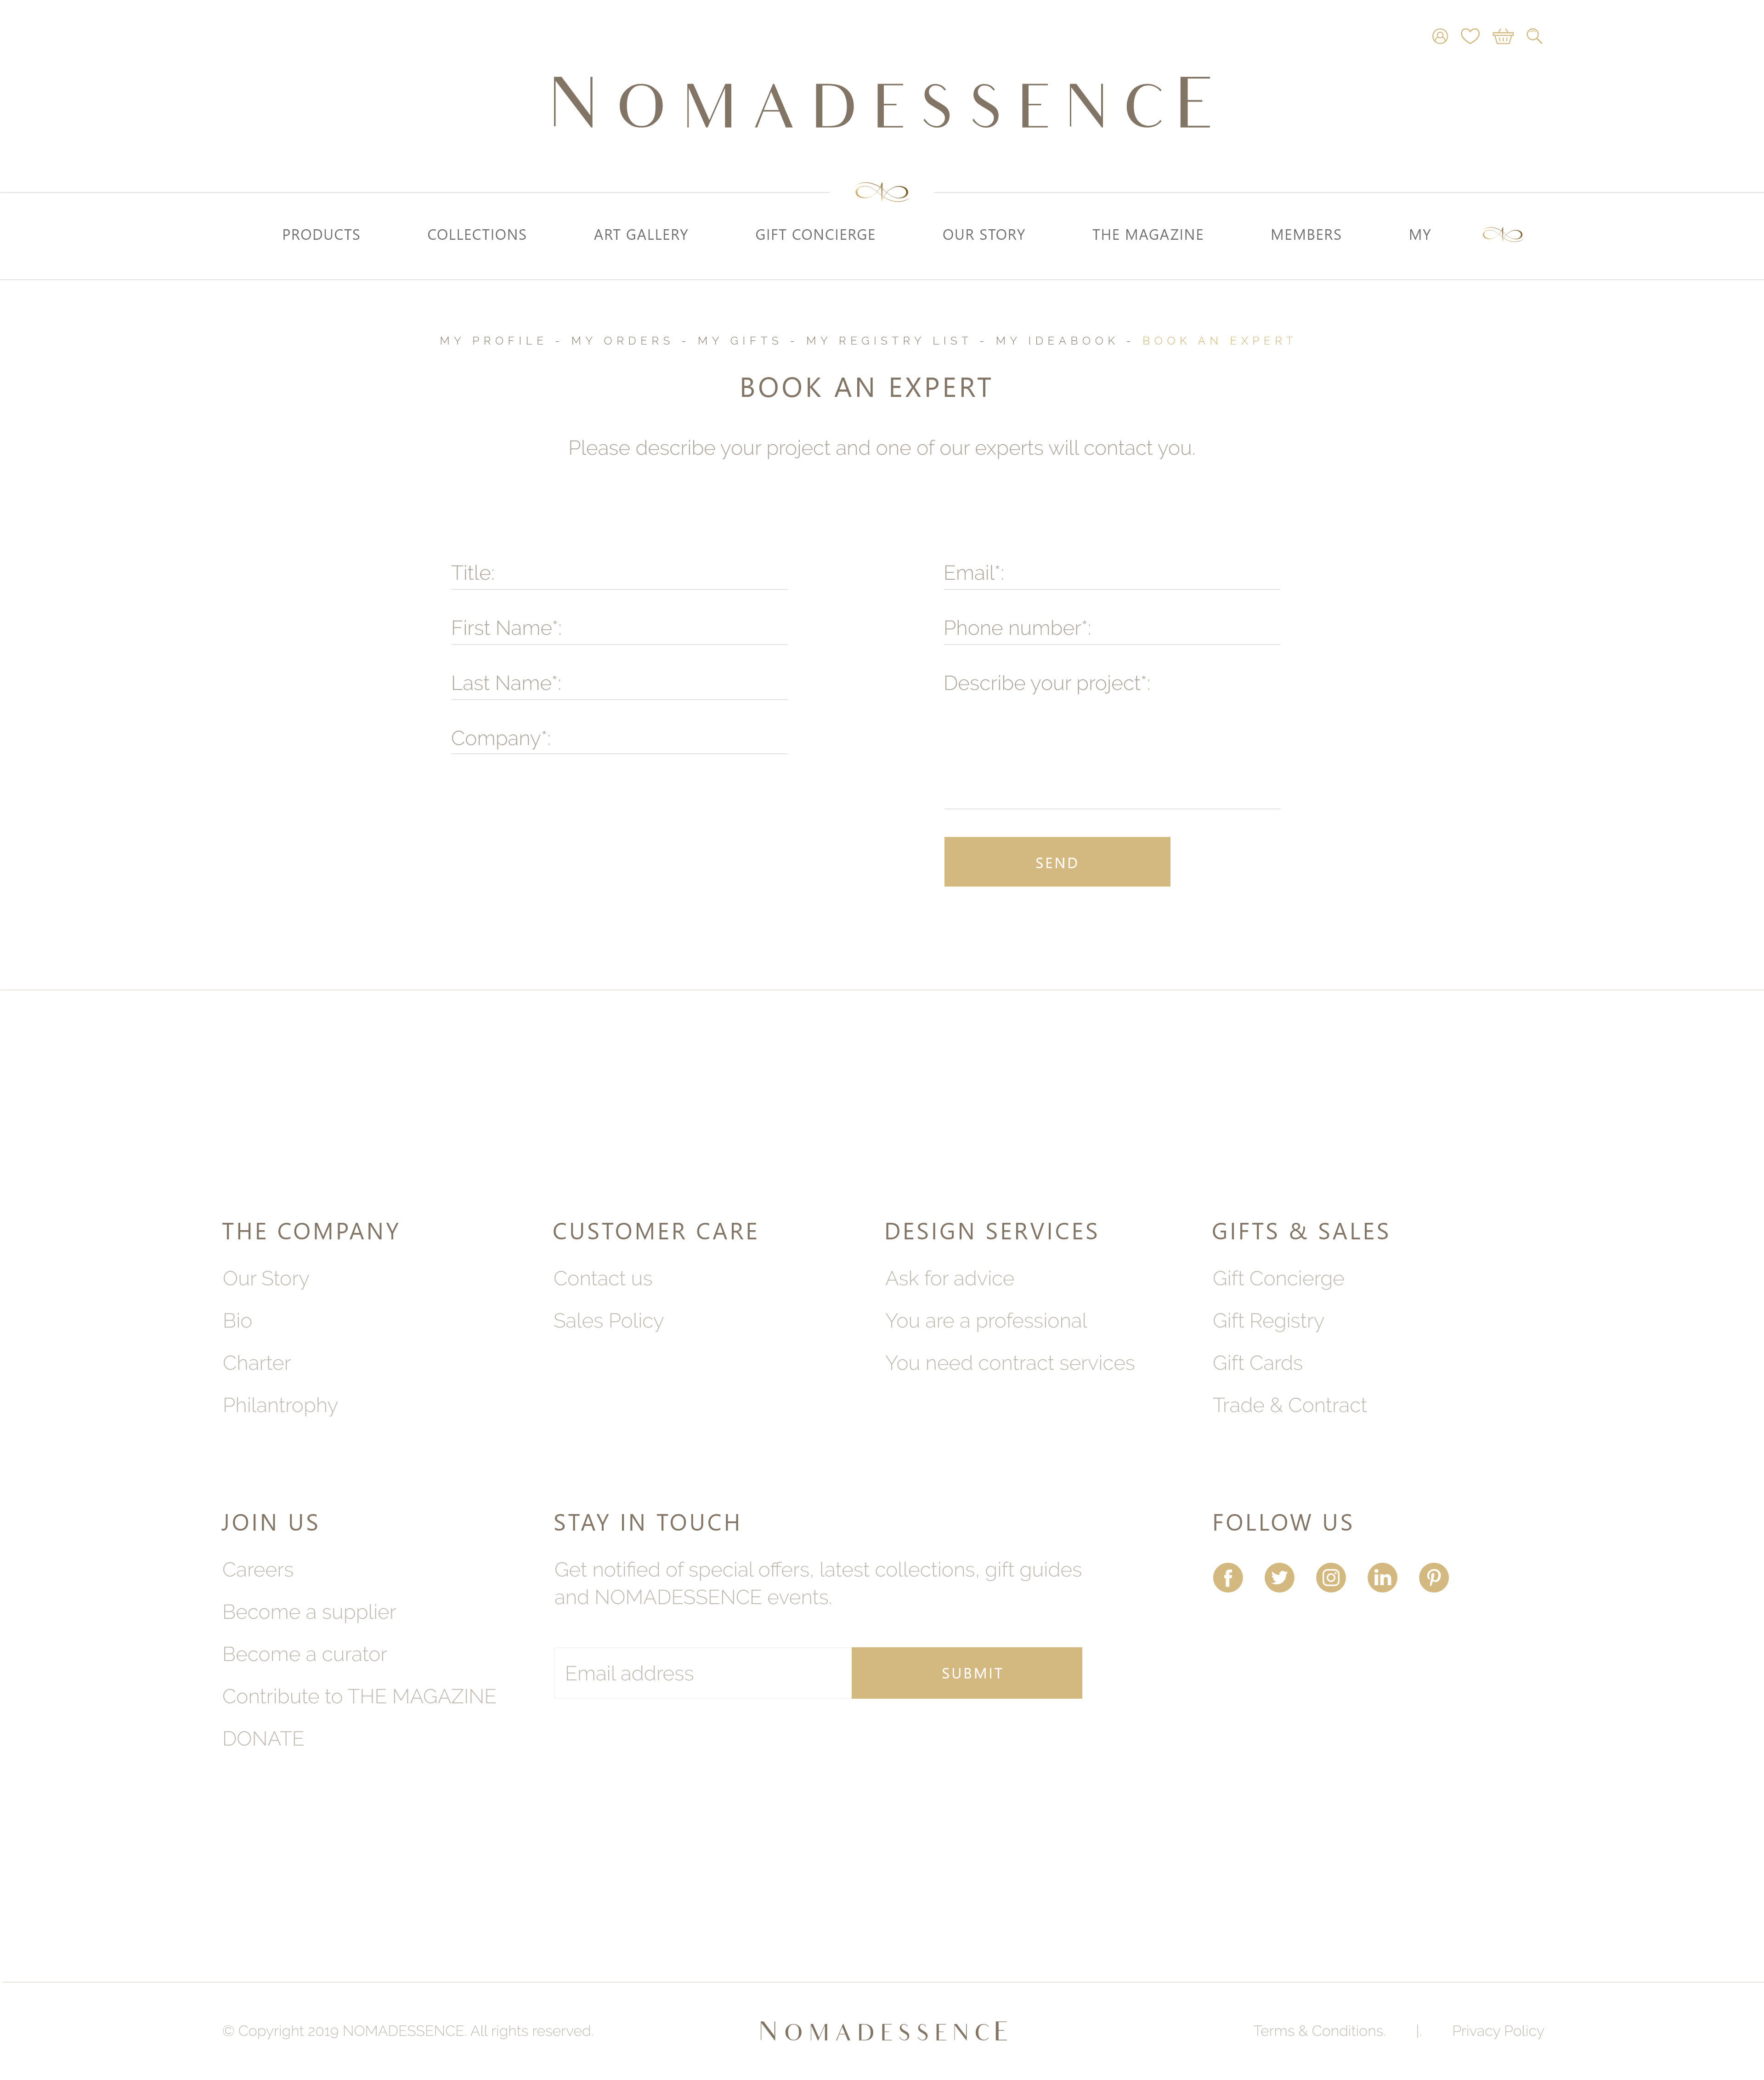 NOMADESSENCE
PRODUCTS COLLECTIONS ART GALLERY GIFT CONCIERGE OUR STORY THE MAGAZINE MEMBERS MY
MY PROFILE - MY ORDERS - MY GIFTS - MY REGISTRY LIST - MY IDEABOOK - BOOK AN EXPERT
BOOK AN EXPERT
Please describe your project and one of our experts will contact you.
Title:
First Name*:
Last Name*:
Company*:
Email*:
Phone number*:
Describe your project*:
SEND
THE COMPANY
Our Story
Bio
Charter
Philantrophy
CUSTOMER CARE
Contact us
Sales Policy
DESIGN SERVICES
Ask for advice
You are a professional
You need contract services
GIFTS & SALES
Gift Concierge
Gift Registry
Gift Cards
Trade & Contract
JOIN US
Careers
Become a supplier
Become a curator
Contribute to THE MAGAZINE
DONATE
STAY IN TOUCH
Get notified of special offers, latest collections, gift guides
and NOMADESSENCE events.
Email address
SUBMIT
FOLLOW US
© Copyright 2019 NOMADESSENCE. All rights reserved.
NOMADESSENCE
Terms & Conditions. |. Privacy Policy